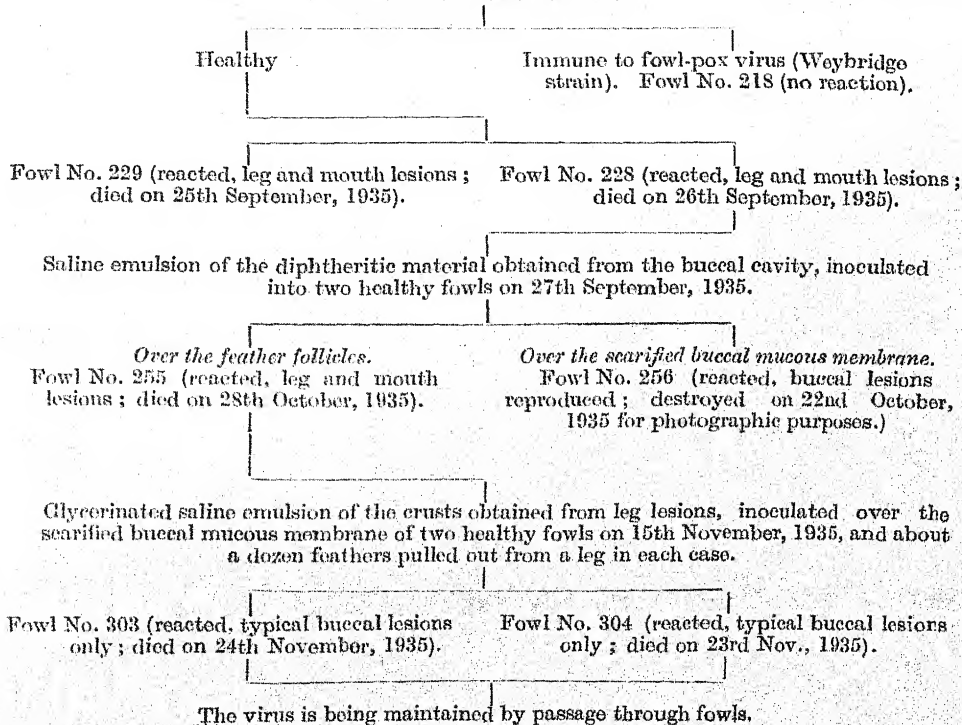 Healthy
Immune to fowl-pox virus (Weybridge
strain). Fowl No. 218 (no reaction).
Fowl No. 229 (reacted, leg and mouth lesions ;
died on 25th September, 1935).
Fowl No. 228 (reacted, leg and mouth lesions ;
died on 26th September, 1935).
Saline emulsion of the diphtheritic material obtained from the buccal cavity, inoculated
into two healthy fowls on 27th September, 1935.
Over the feather follicles.
Fowl No. 255 (reacted, leg and mouth
lesions ; died on 28th October, 1935).
Over the scarified buccal mucous membrane.
Fowl No. 256 (reacted, buccal lesions
reproduced ; destroyed on 22nd October,
1935 for photographic purposes.)
Glycerinated saline emulsion of the crusts obtained from leg lesions, inoculated over the
scarified buccal mucous membrane of two healthy fowls on 15th November, 1935, and about
a dozen feathers pulled out from a leg in each case.
Fowl No. 303 (reacted, typical buccal lesions
only ; died on 24th November, 1935).
Fowl No. 304 (reacted, typical buccal lesions
only ; died on 23rd Nov., 1935).
The virus is being maintained by passage through fowls.